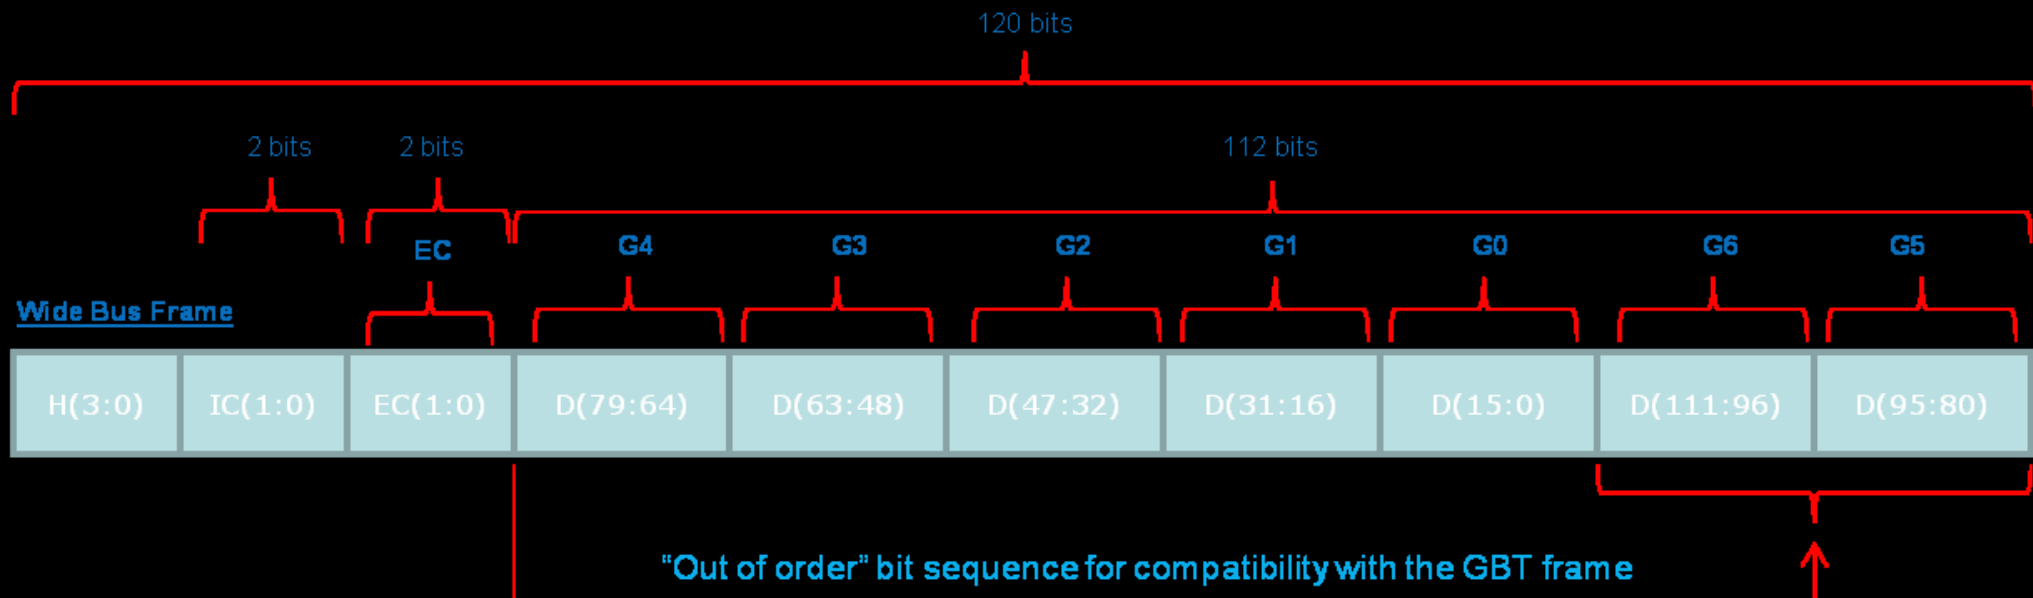 120 bits
2 bits 2 bits 112 bits
EC G4 G3 G2 G1 G0 G6 G5
Wide Bus Frame
H(3:0) IC(1:0) EC(1:0) D(79:64) D(63:48) D(47:32) D(31:16) D(15:0) D(111:96) D(95:80)
“Out of order” bit sequence for compatibility with the GBT frame